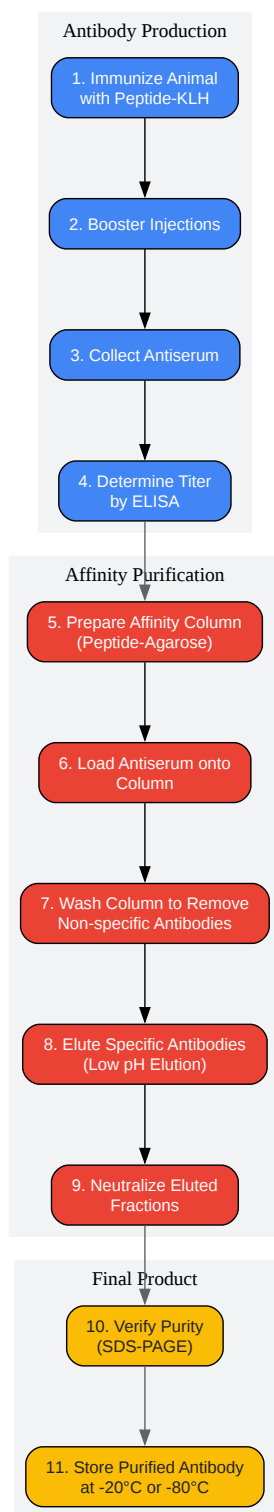 Antibody Production
1. Immunize Animal
with Peptide-KLH
2. Booster Injections
3. Collect Antiserum
4. Determine Titer
by ELISA
Affinity Purification
5. Prepare Affinity Column
(Peptide-Agarose)
6. Load Antiserum onto
Column
7. Wash Column to Remove
Non-specific Antibodies
8. Elute Specific Antibodies
(Low pH Elution)
9. Neutralize Eluted
Fractions
Final Product
10. Verify Purity
(SDS-PAGE)
11. Store Purified Antibody
at -20°C or -80°C